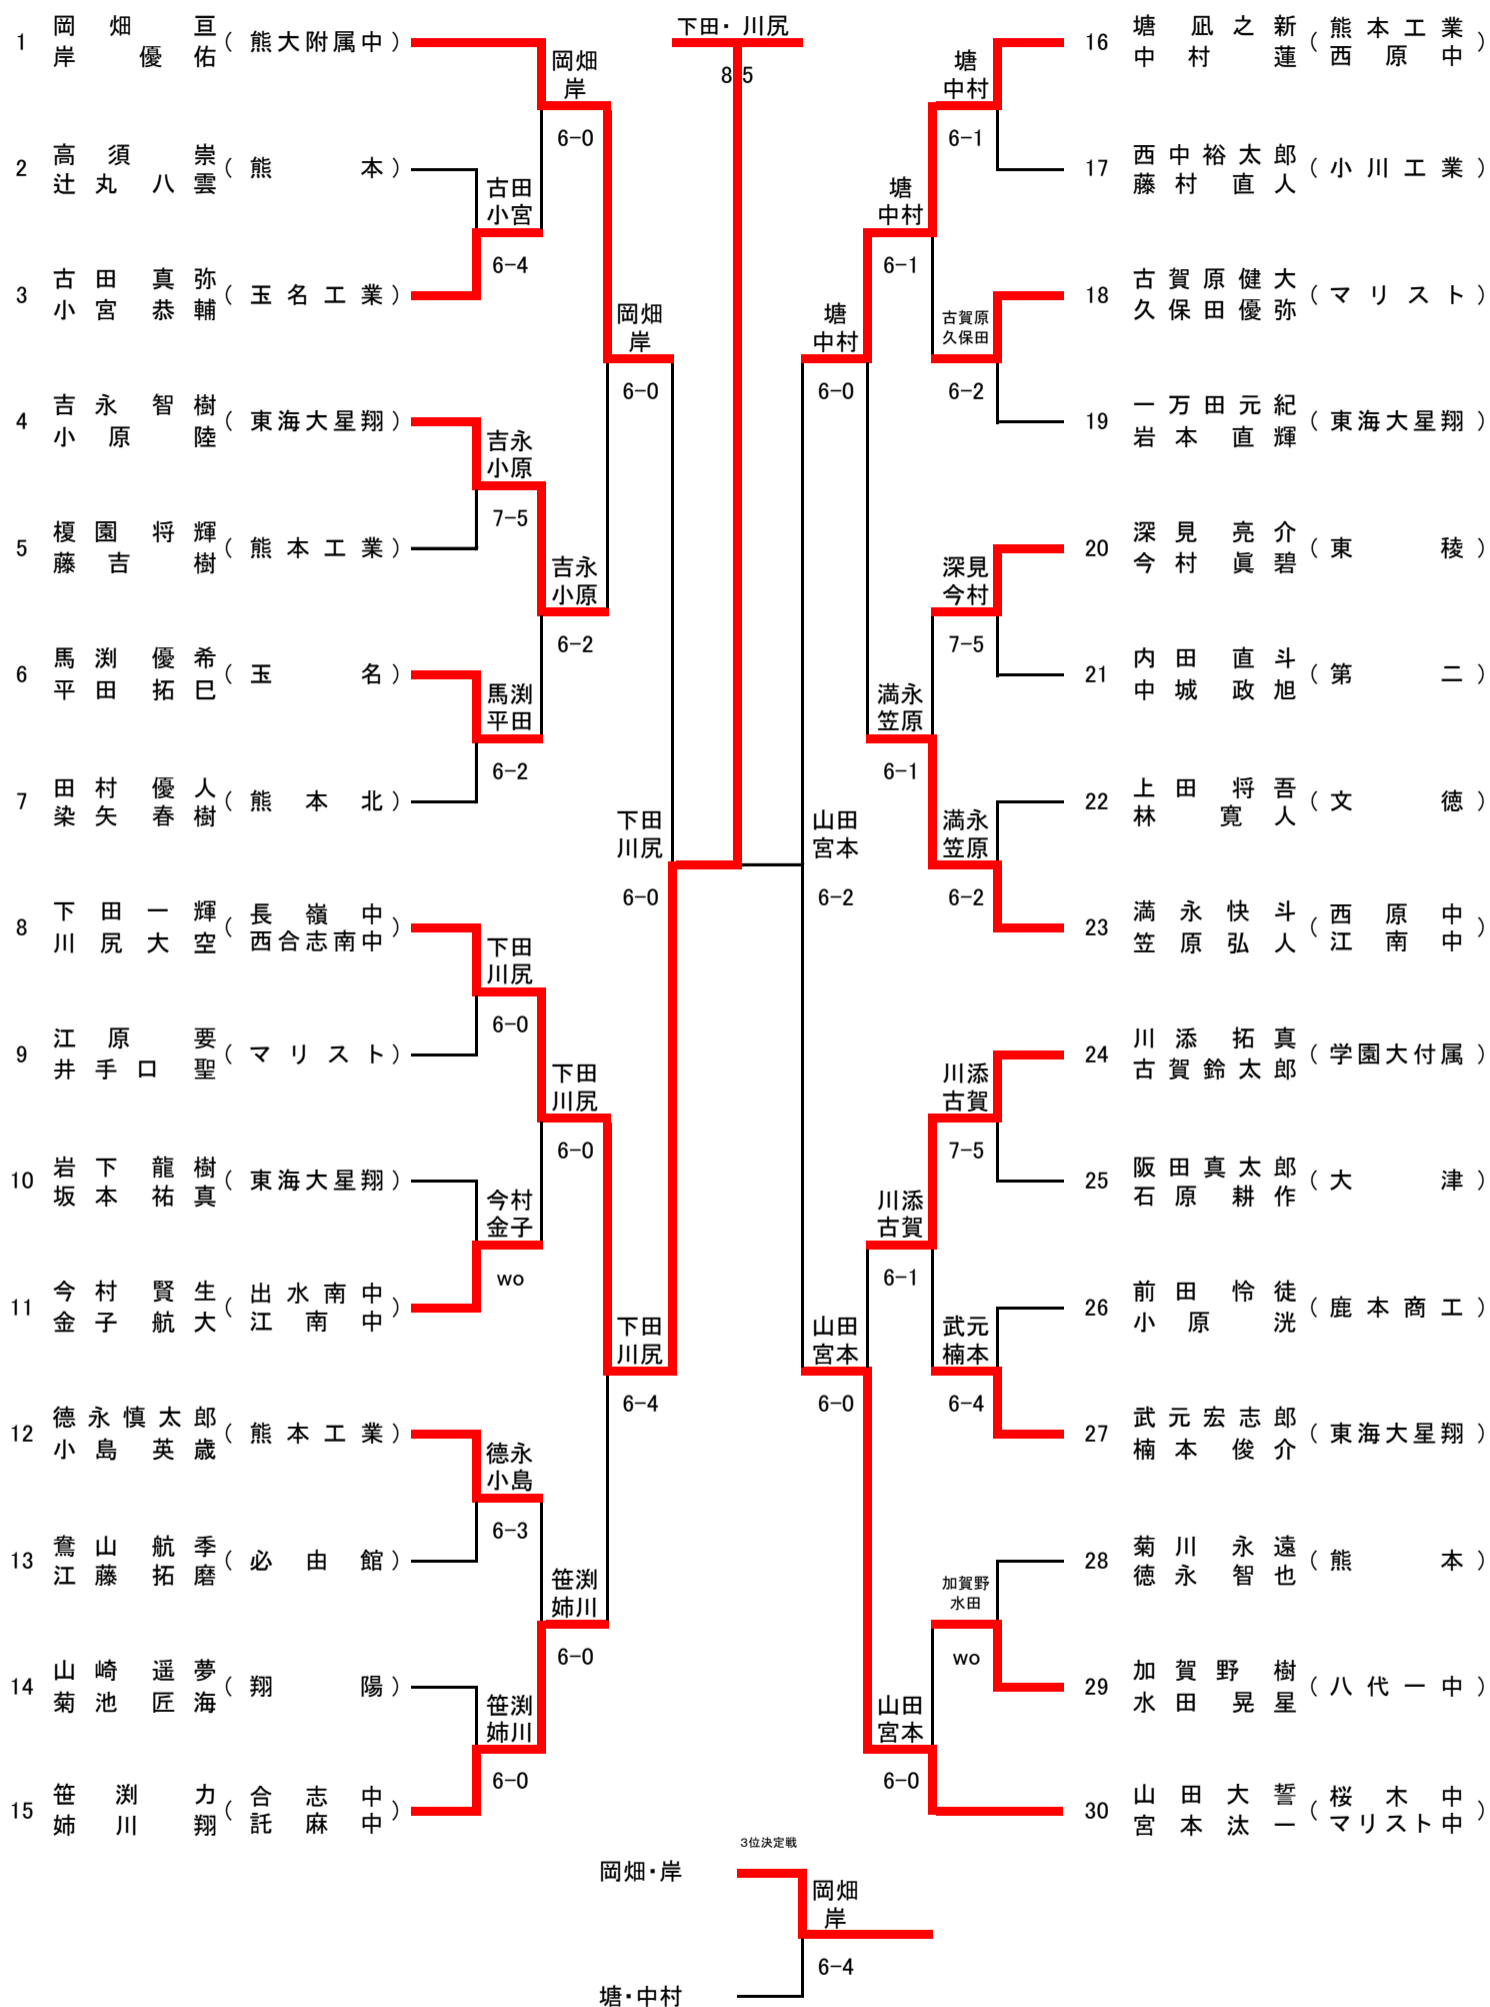 下田・川尻
8-5
1 岡畑亘 岸優佑 (熊大附属中)
2 高須崇 辻丸八雲 (熊本)
3 古田真弥 小宮恭輔 (玉名工業)
4 吉永智樹 小原陸 (東海大星翔)
5 榎園将輝 藤吉樹 (熊本工業)
6 馬渕優希 平田拓巳 (玉名)
7 田村優人 染矢春樹 (熊本北)
8 下田一輝 川尻大空 (長嶺中 西合志南中)
9 江原要 井手口聖 (マリスト)
10 岩下龍樹 坂本祐真 (東海大星翔)
11 今村賢生 金子航大 (出水南中 江南中)
12 德永慎太郎 小島英歳 (熊本工業)
13 鴦山航季 江藤拓磨 (必由館)
14 山崎遥夢 菊池匠海 (翔陽)
15 笹渕力 姉川翔 (合志中 託麻中)
古田 小宮
6-4
吉永 小原
7-5
馬渕 平田
6-2
下田 川尻
6-0
今村 金子
wo
德永 小島
6-3
笹渕 姉川
6-0
岡畑 岸
6-0
吉永 小原
6-2
下田 川尻
6-0
笹渕 姉川
6-0
岡畑 岸
6-0
下田 川尻
6-4
下田 川尻
6-0
山田 宮本
6-2
塘 中村
6-0
山田 宮本
6-0
塘 中村
6-1
満永 笠原
6-1
川添 古賀
6-1
山田 宮本
6-0
塘 中村
6-1
古賀原 久保田
6-2
深見 今村
7-5
満永 笠原
6-2
川添 古賀
7-5
武元 楠本
6-4
加賀野 水田
wo
16 塘凪之新 中村蓮 (熊本工業 西原中)
17 西中裕太郎 藤村直人 (小川工業)
18 古賀原健大 久保田優弥 (マリスト)
19 一万田元紀 岩本直輝 (東海大星翔)
20 深見亮介 今村眞碧 (東稜)
21 内田直斗 中城政旭 (第二)
22 上田将吾 林寛人 (文徳)
23 満永快斗 笠原弘人 (西原中 江南中)
24 川添拓真 古賀鈴太郎 (学園大付属)
25 阪田真太郎 石原耕作 (大津)
26 前田怜徒 小原洸 (鹿本商工)
27 武元宏志郎 楠本俊介 (東海大星翔)
28 菊川永遠 徳永智也 (熊本)
29 加賀野樹 水田晃星 (八代一中)
30 山田大誓 宮本汰一 (桜木中 マリスト中)
3位決定戦
岡畑・岸
岡畑 岸
6-4
塘・中村